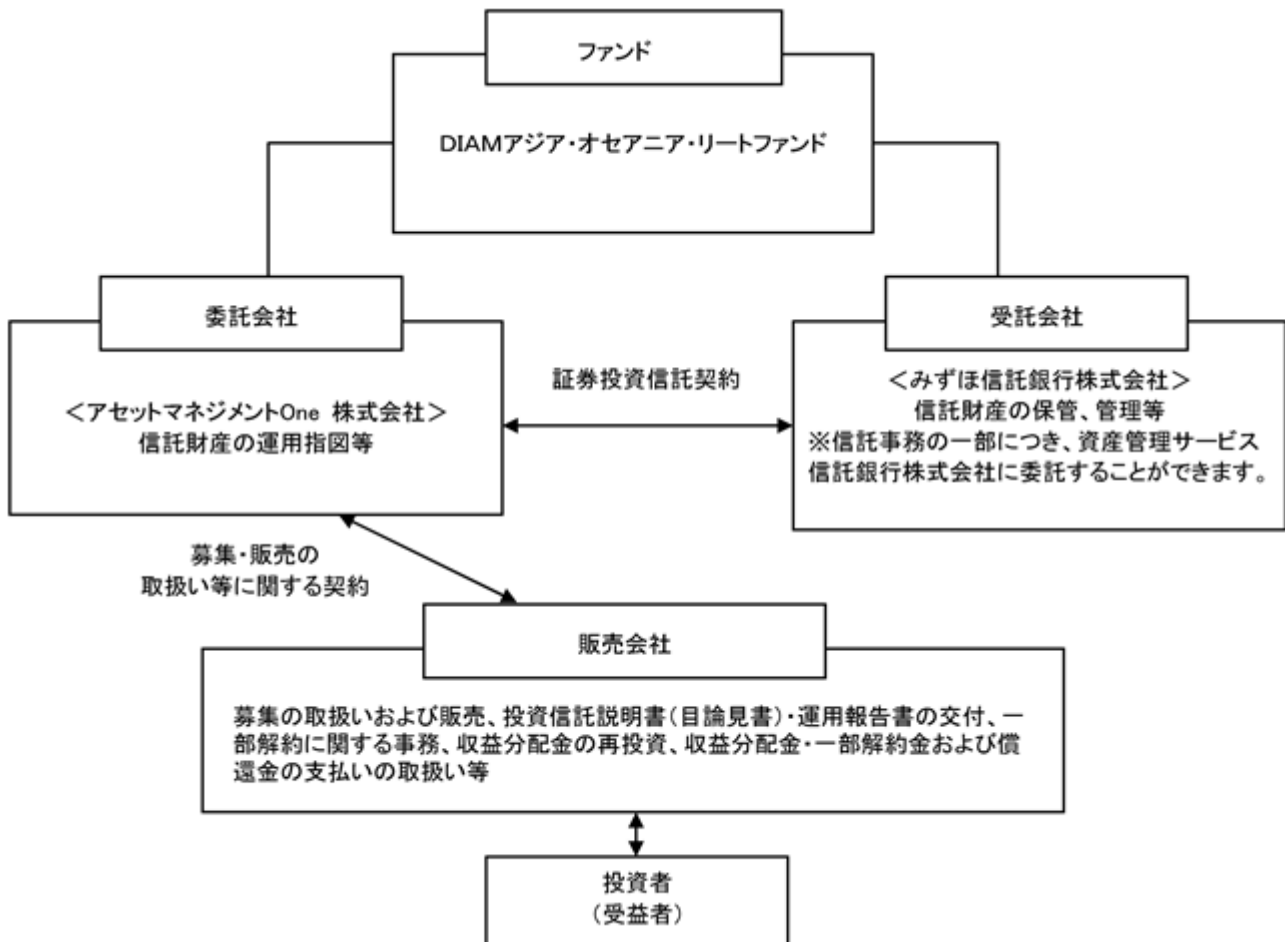 ファンド
DIAMアジア・オセアニア・リートファンド
委託会社
<アセットマネジメントOne 株式会社>
信託財産の運用指図等
証券投資信託契約
受託会社
<みずほ信託銀行株式会社>
信託財産の保管、管理等
※信託事務の一部につき、資産管理サービス
信託銀行株式会社に委託することができます。
募集・販売の
取扱い等に関する契約
販売会社
募集の取扱いおよび販売、投資信託説明書(目論見書)・運用報告書の交付、一
部解約に関する事務、収益分配金の再投資、収益分配金・一部解約金および償
還金の支払いの取扱い等
投資者
(受益者)